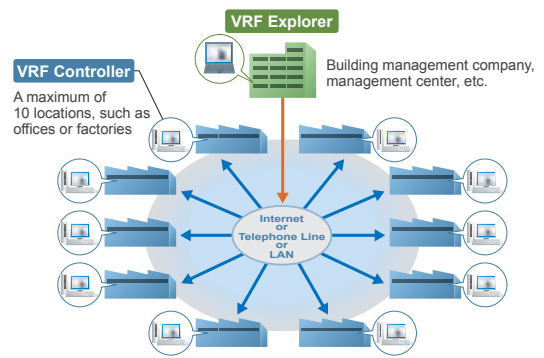 VRF Explorer
Building management company,
management center, etc.
VRF Controller
A maximum of
10 locations, such as
offices or factories
Internet
or
Telephone Line
or
LAN